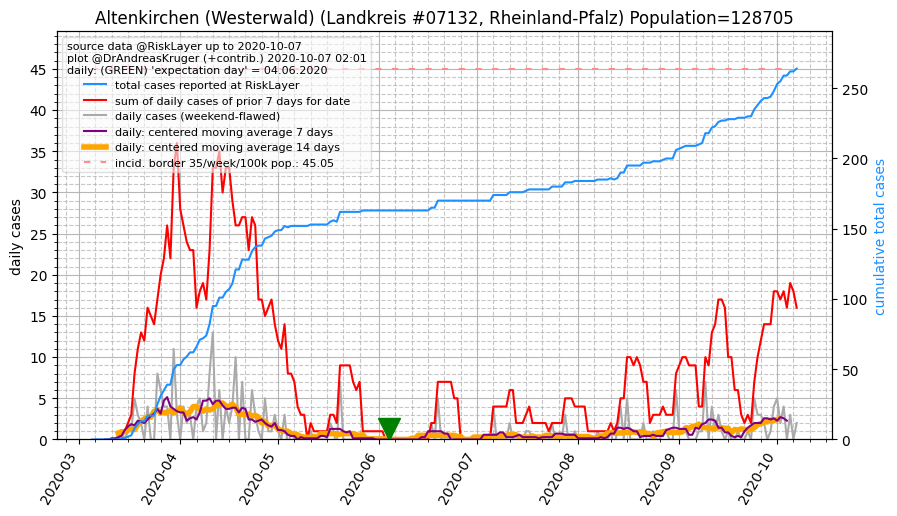 Altenkirchen (Westerwald) (Landkreis #07132, Rheinland-Pfalz) Population=128705
source data @RiskLayer up to 2020-10-07
plot @DrAndreasKruger (+contrib.) 2020-10-07 02:01
daily: (GREEN) 'expectation day' = 04.06.2020
total cases reported at RiskLayer
sum of daily cases of prior 7 days for date
daily cases (weekend-flawed)
daily: centered moving average 7 days
daily: centered moving average 14 days
incid. border 35/week/100k pop.: 45.05
daily cases
45
40
35
30
25
20
15
10
5
0
cumulative total cases
250
200
150
100
50
0
2020-03
2020-04
2020-05
2020-06
2020-07
2020-08
2020-09
2020-10